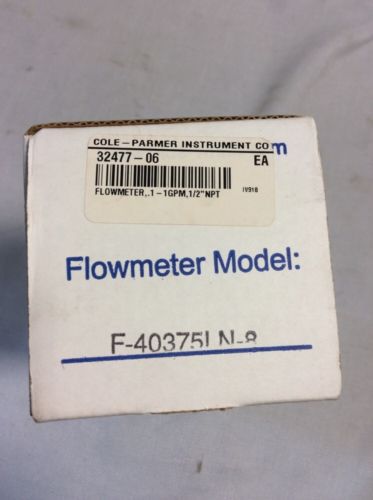 COLE-PARMER INSTRUMENT CO
32477-06 EA
FLOWMETER,.1-1GPM,1/2"NPT IV918
m
Flowmeter Model:
F-40375LN-8